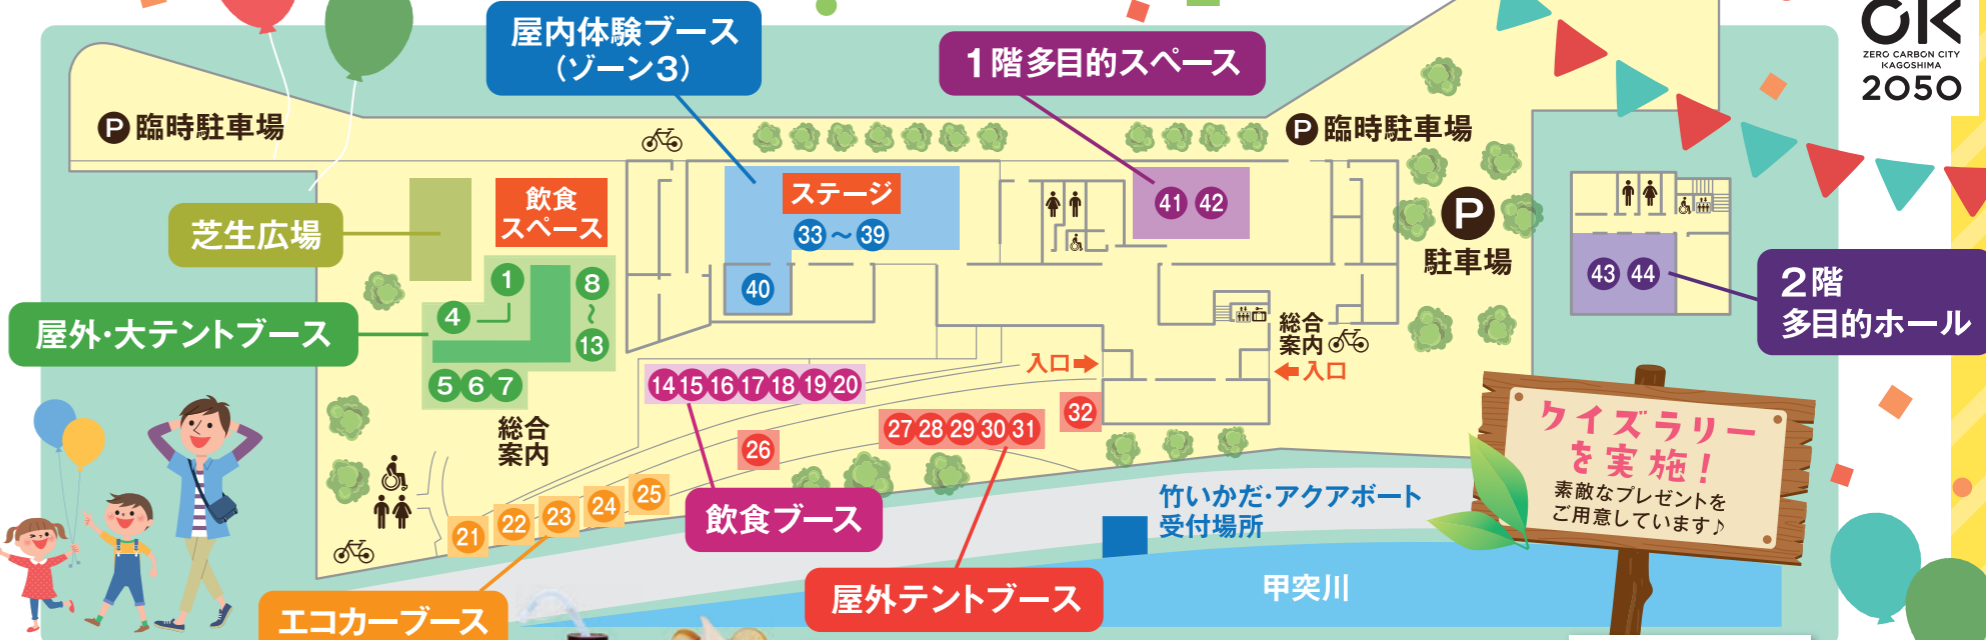 屋内体験ブース
（ゾーン3）
1階多目的スペース
OK
ZERO CARBON CITY
KAGOSHIMA
2050
P 臨時駐車場
P 臨時駐車場
芝生広場
飲食
スペース
ステージ
33～39
40
41 42
P
駐車場
43 44
2階
多目的ホール
屋外・大テントブース
1
4
8
～
13
5 6 7
総合
案内
14 15 16 17 18 19 20
入口
総合
案内
入口
26
27 28 29 30 31
32
21 22 23 24 25
飲食ブース
エコカーブース
屋外テントブース
竹いかだ・アクアボート
受付場所
甲突川
クイズラリー
を実施！
素敵なプレゼントを
ご用意しています♪